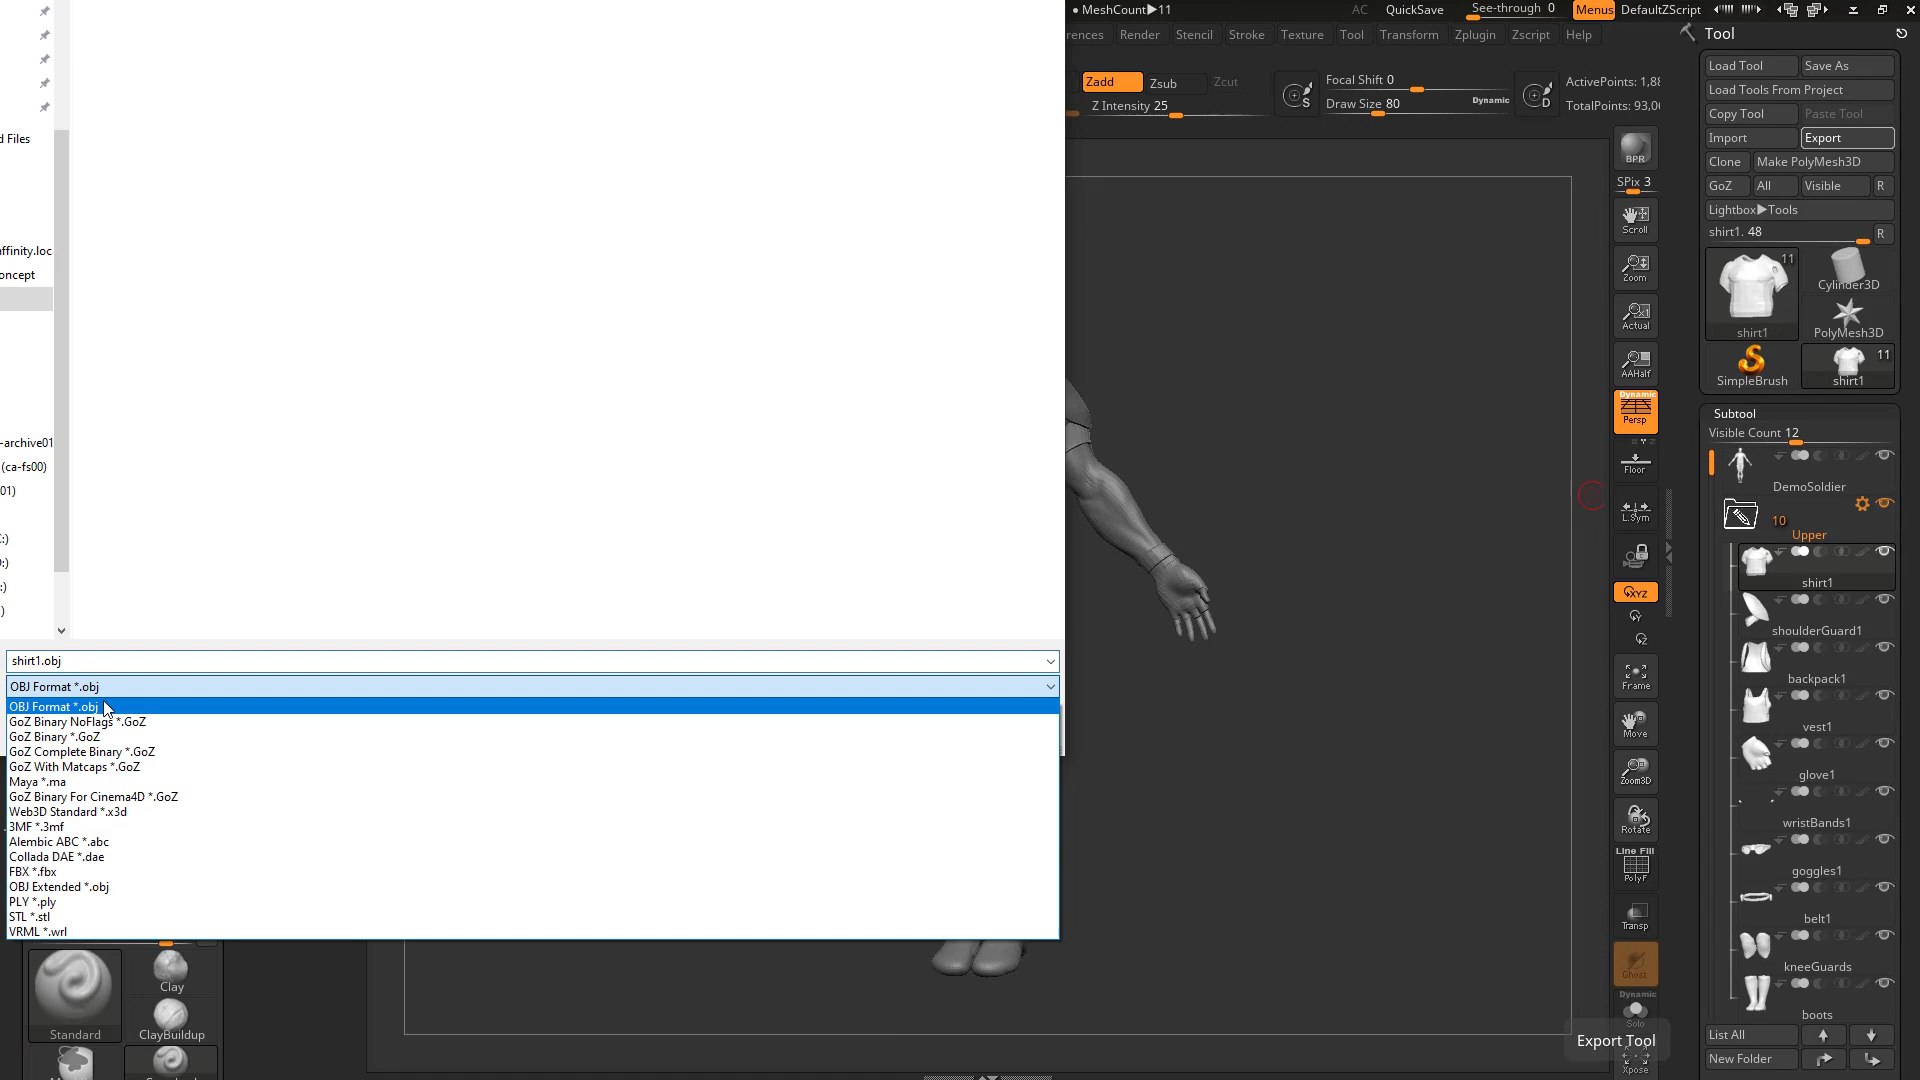 MeshCount▶11
AC
QuickSave
See-through 0
Menus
DefaultZScript
rences
Render
Stencil
Stroke
Texture
Tool
Transform
Zplugin
Zscript
Help
Tool
Zadd
Zsub
Zcut
Z Intensity 25
S
Focal Shift 0
Draw Size 80
Dynamic
D
ActivePoints: 1,88
TotalPoints: 93,06
Load Tool
Save As
Load Tools From Project
Copy Tool
Paste Tool
Import
Export
Clone
Make PolyMesh3D
GoZ
All
Visible
R
Lightbox▶Tools
shirt1. 48
R
11
shirt1
Cylinder3D
PolyMesh3D
SimpleBrush
11
shirt1
BPR
SPix 3
Scroll
Zoom
Actual
AAHalf
Dynamic
Persp
Floor
L.Sym
XYZ
Y
Z
Frame
Move
Zoom3D
Rotate
Line Fill
PolyF
Transp
Ghost
Dynamic
Solo
Xpose
Export Tool
Subtool
Visible Count 12
DemoSoldier
10
Upper
shirt1
shoulderGuard1
backpack1
vest1
glove1
wristBands1
goggles1
belt1
kneeGuards
boots
List All
New Folder
d Files
ffinity.loc
oncept
-archive01
(ca-fs00)
01)
:)
:)
:)
)
shirt1.obj
OBJ Format *.obj
OBJ Format *.obj
GoZ Binary NoFlags *.GoZ
GoZ Binary *.GoZ
GoZ Complete Binary *.GoZ
GoZ With Matcaps *.GoZ
Maya *.ma
GoZ Binary For Cinema4D *.GoZ
Web3D Standard *.x3d
3MF *.3mf
Alembic ABC *.abc
Collada DAE *.dae
FBX *.fbx
OBJ Extended *.obj
PLY *.ply
STL *.stl
VRML *.wrl
Standard
Clay
ClayBuildup